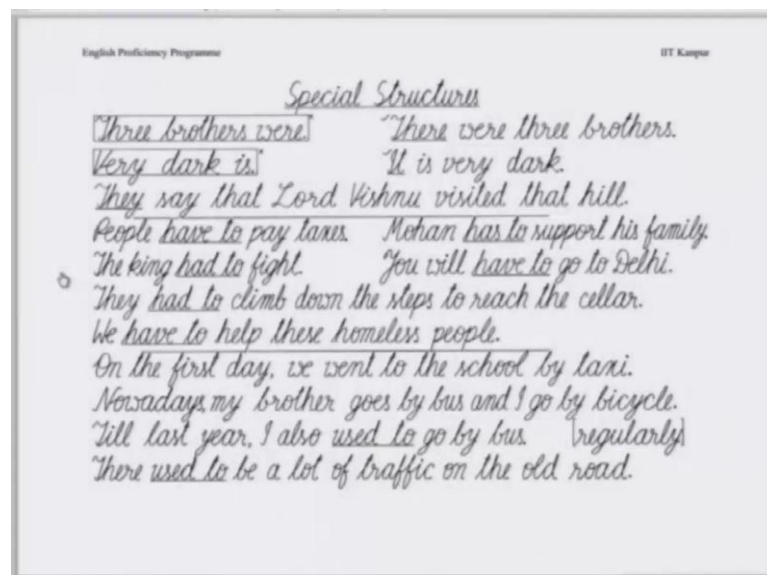 English Proficiency Programme IIT Kanpur
Special Structures
"Three brothers were." "There were three brothers.
"Very dark is." "It is very dark.
They say that Lord Vishnu visited that hill.
People have to pay taxes. Mohan has to support his family.
The king had to fight. You will have to go to Delhi.
They had to climb down the steps to reach the cellar.
We have to help these homeless people.
On the first day, we went to the school by taxi.
Nowadays, my brother goes by bus and I go by bicycle.
Till last year, I also used to go by bus. [regularly]
There used to be a lot of traffic on the old road.